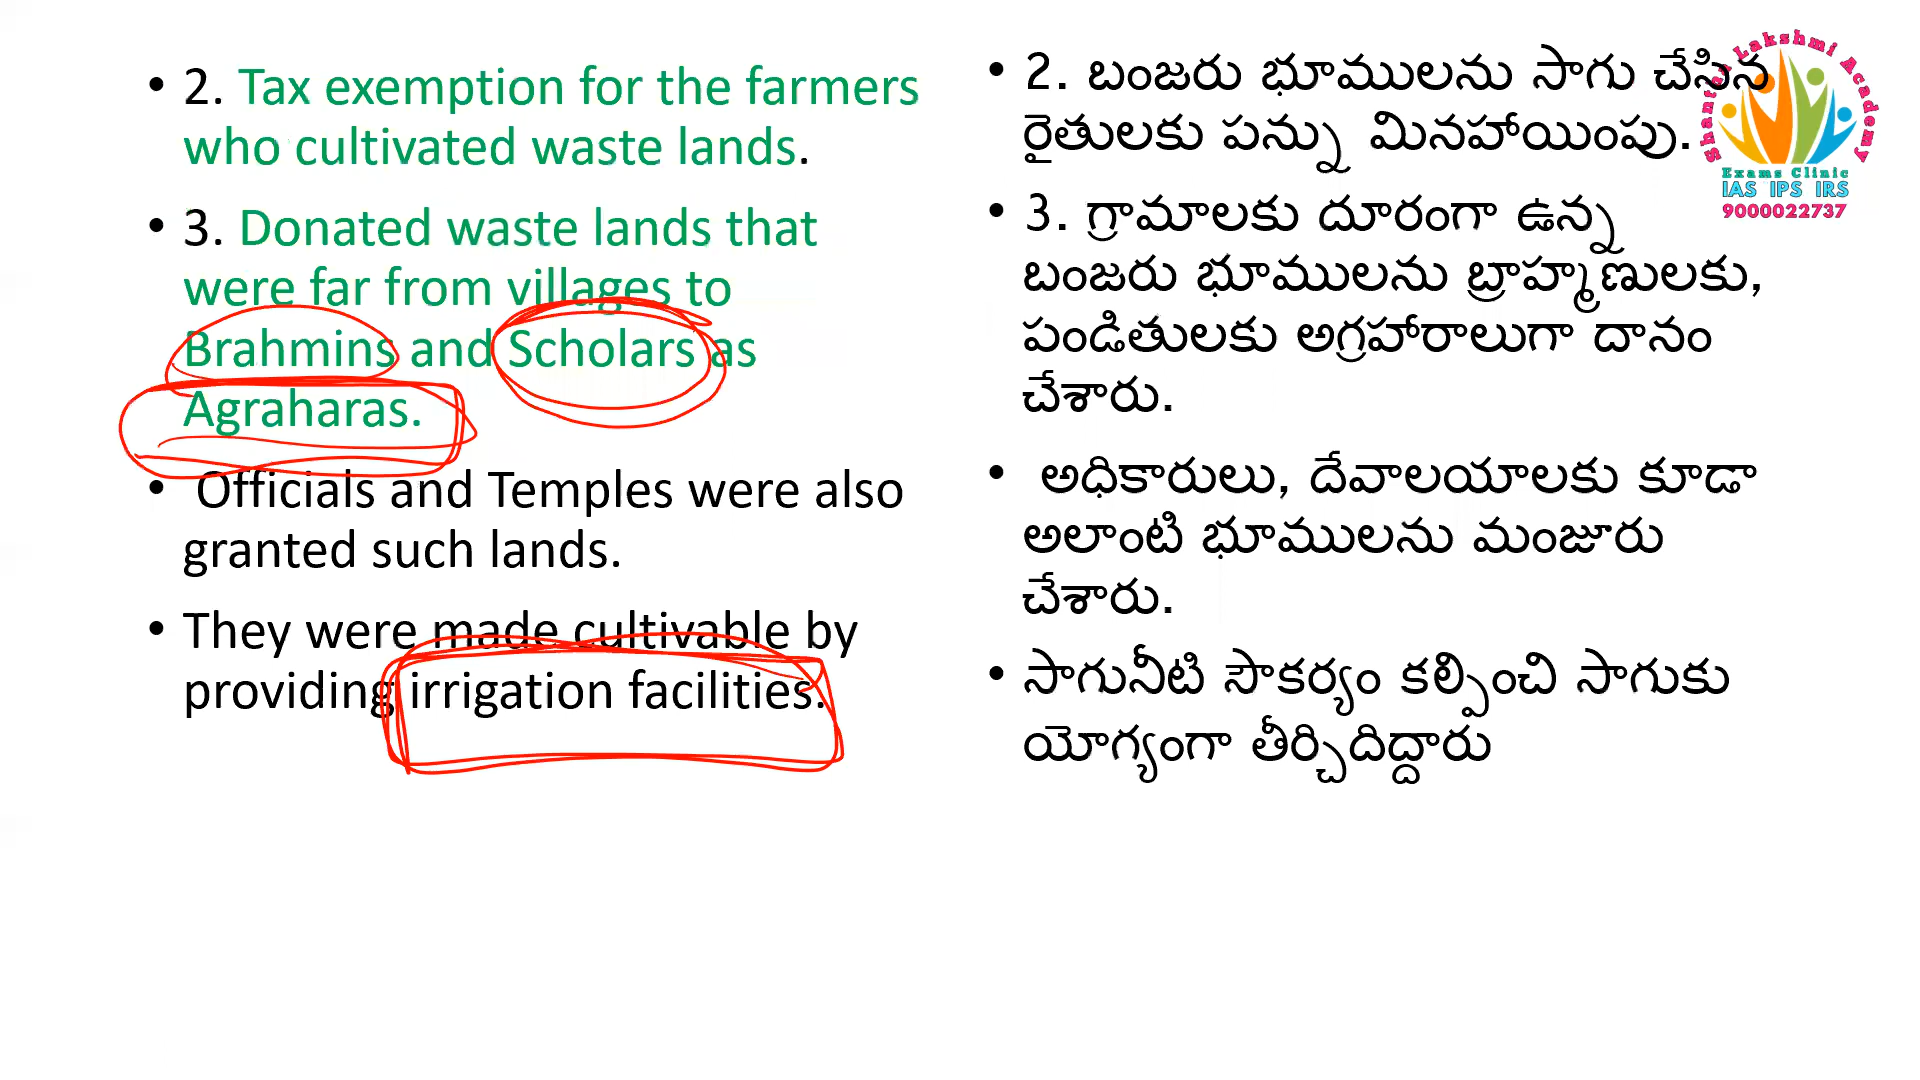 • 2. Tax exemption for the farmers
who cultivated waste lands.
• 3. Donated waste lands that
were far from villages to
Brahmins and Scholars as
Agraharas.
• Officials and Temples were also
granted such lands.
• They were made cultivable by
providing irrigation facilities.
• 2. బంజరు భూములను సాగు చేసిన
రైతులకు పన్ను మినహాయింపు.
• 3. గ్రామాలకు దూరంగా ఉన్న
బంజరు భూములను బ్రాహ్మణులకు,
పండితులకు అగ్రహారాలుగా దానం
చేశారు.
• అధికారులు, దేవాలయాలకు కూడా
అలాంటి భూములను మంజూరు
చేశారు.
• సాగునీటి సౌకర్యం కల్పించి సాగుకు
యోగ్యంగా తీర్చిదిద్దారు
Lakshmi Academy
Exams Clinic
IAS IPS IRS
9000022737